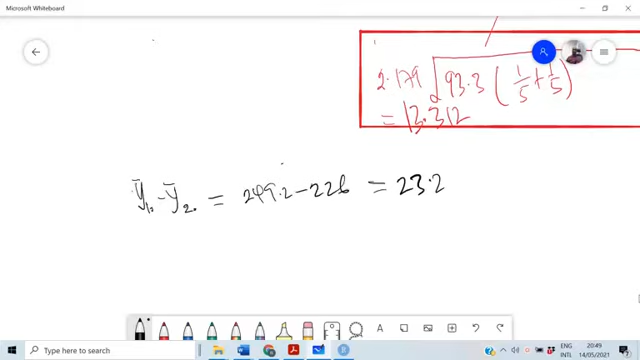 Microsoft Whiteboard
2.179 √93.3 (1/5 + 1/5)
= 13.312
ȳ1. - ȳ2. = 249.2 - 226 = 23.2
Type here to search
ENG
INTL
20:49
14/05/2021